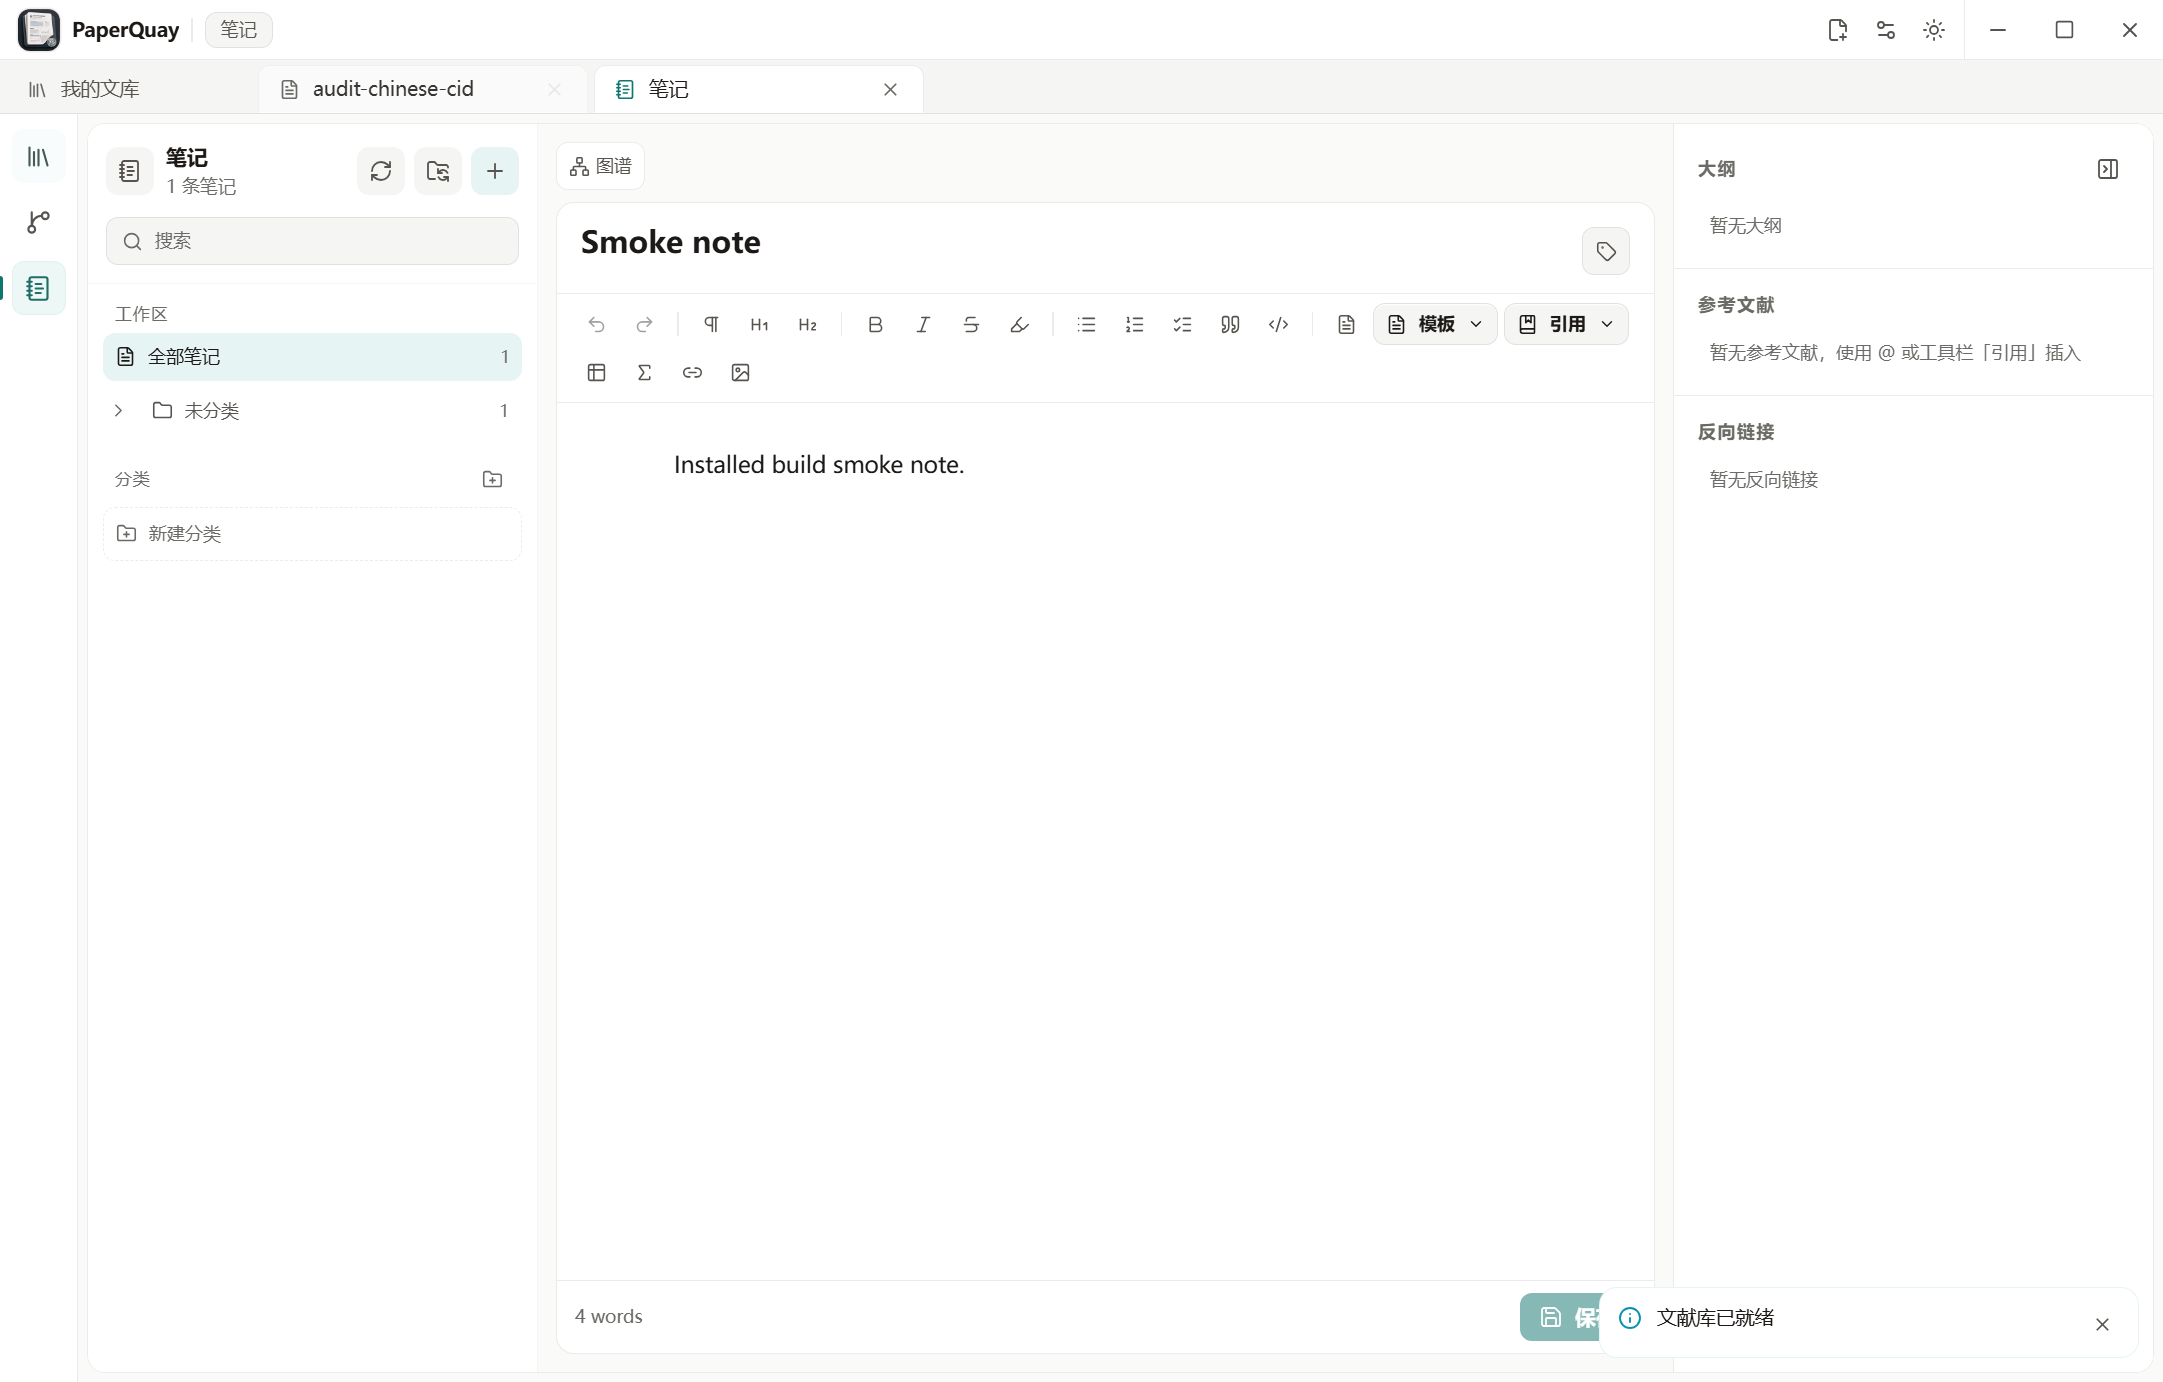 PaperQuay 笔记
我的文库 audit-chinese-cid 笔记
笔记
1 条笔记
搜索
工作区
全部笔记 1
未分类 1
分类
新建分类
图谱
Smoke note
H1 H2 模板 引用
Installed build smoke note.
4 words
大纲
暂无大纲
参考文献
暂无参考文献，使用 @ 或工具栏「引用」插入
反向链接
暂无反向链接
文献库已就绪